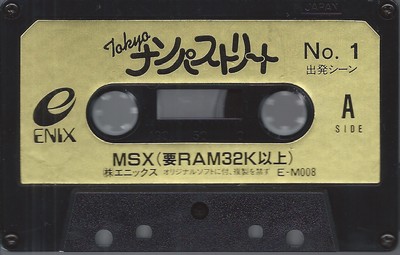 JAPAN
Tokyo
ナンパストリート
No. 1
出発シーン
ENIX
A
SIDE
MSX(要RAM32K以上)
㈱エニックス オリジナルソフトに付、複製を禁ず E-M008